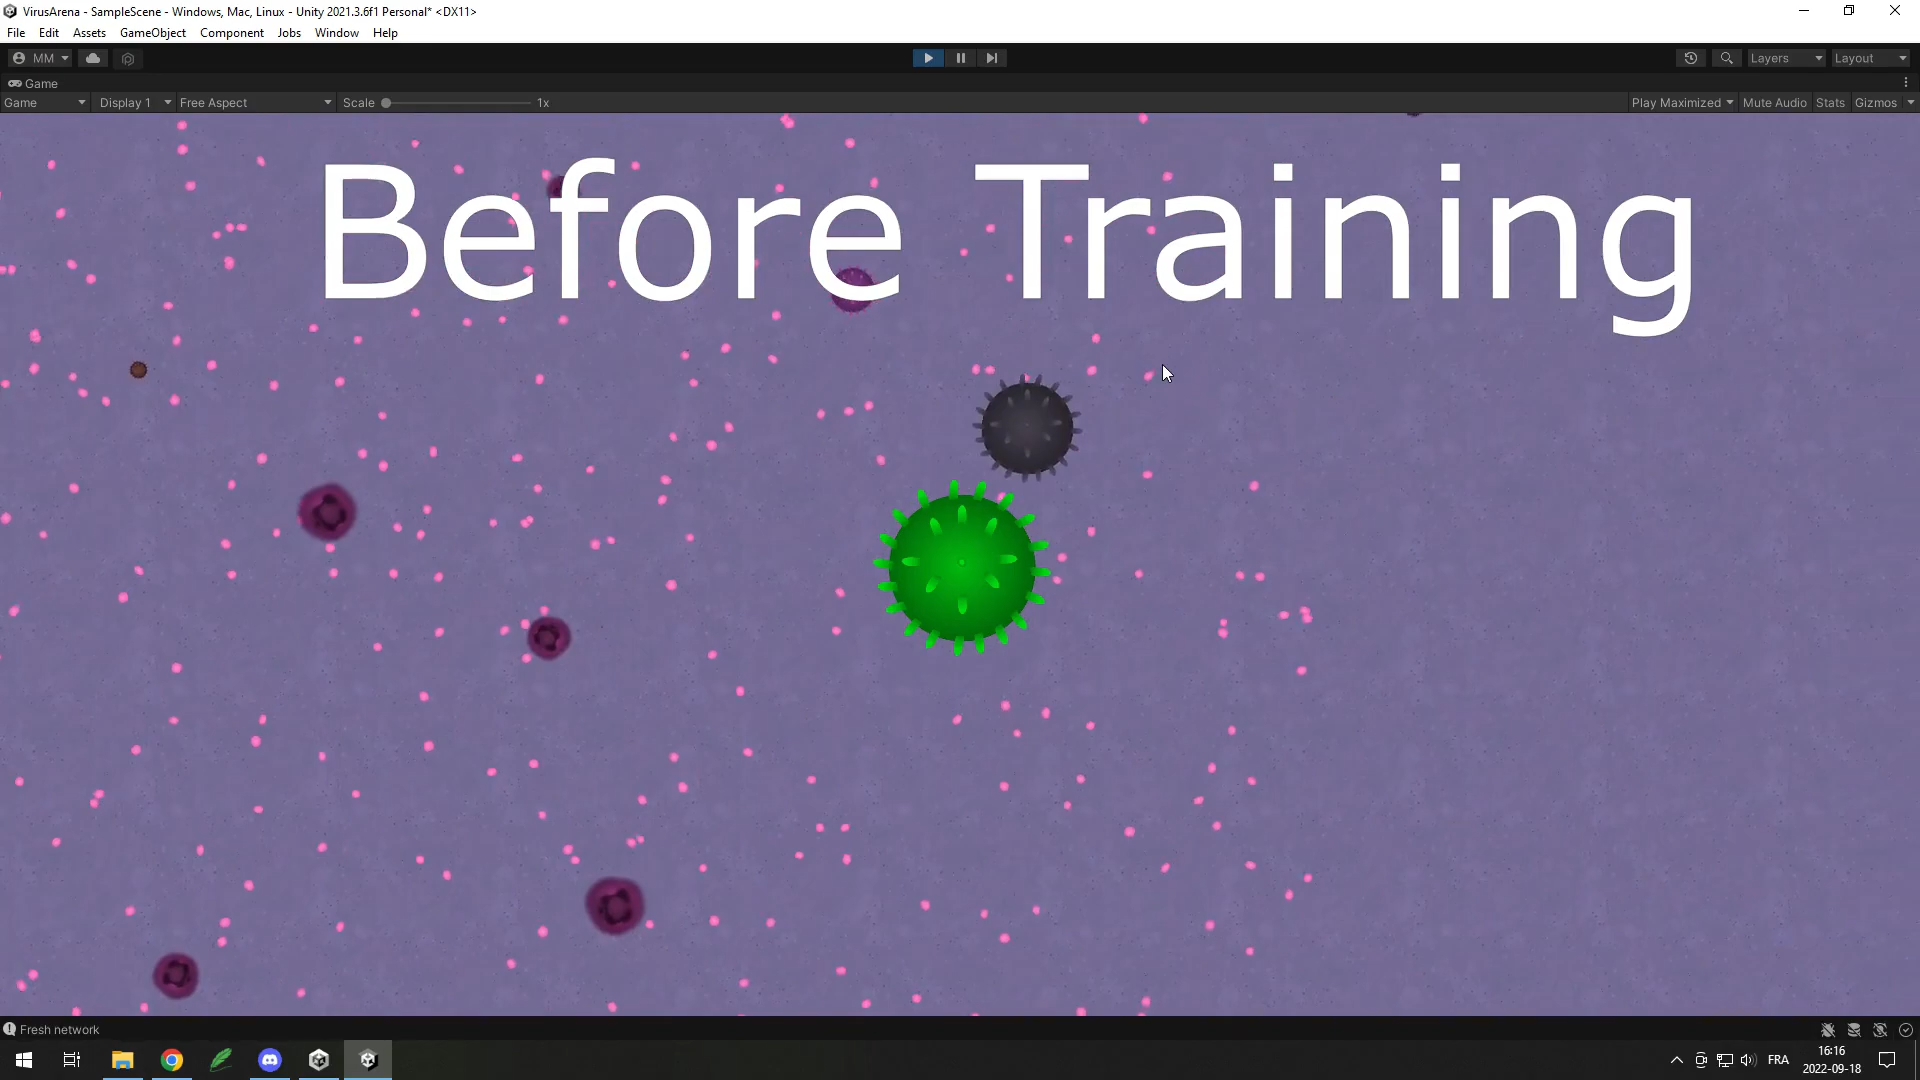 VirusArena - SampleScene - Windows, Mac, Linux - Unity 2021.3.6f1 Personal* <DX11>
File Edit Assets GameObject Component Jobs Window Help
MM Layers Layout
Game
Game Display 1 Free Aspect Scale 1x Play Maximized Mute Audio Stats Gizmos
Before Training
Fresh network
FRA
16:16
2022-09-18